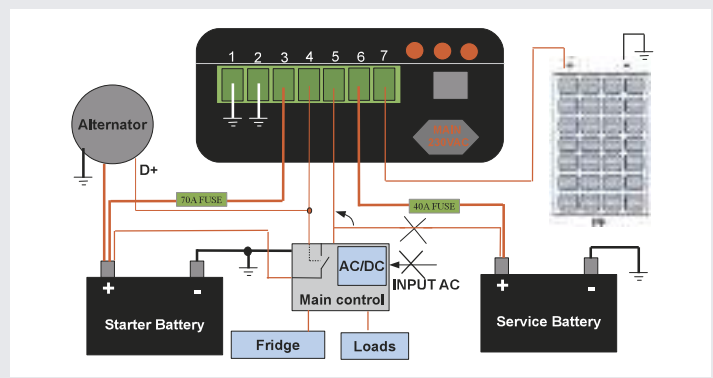 1 2 3 4 5 6 7
Alternator
D+
70A FUSE
40A FUSE
+ -
AC/DC
INPUT AC
Main control
Starter Battery
Fridge
Loads
+ -
Service Battery